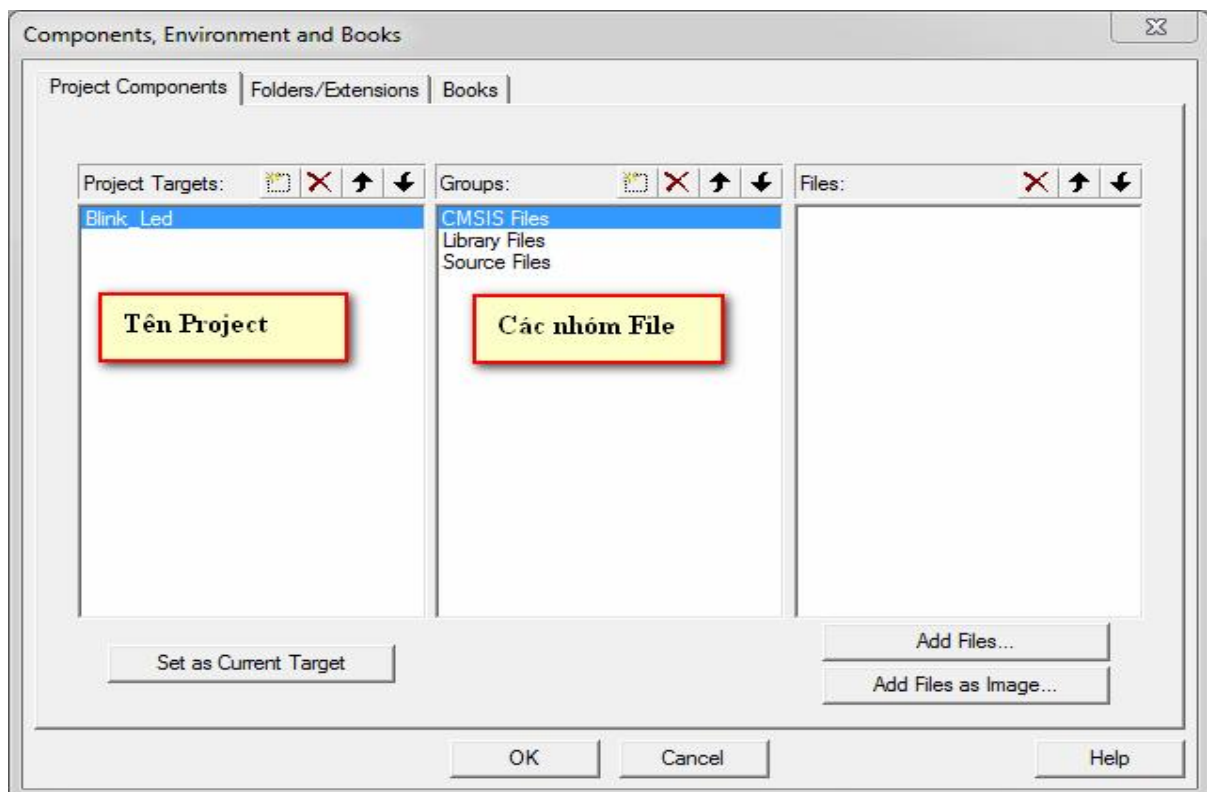 Components, Environment and Books
Project Components
Folders/Extensions
Books
Project Targets:
Groups:
Files:
Blink_Led
CMSIS Files
Library Files
Source Files
Tên Project
Các nhóm File
Set as Current Target
Add Files...
Add Files as Image...
OK
Cancel
Help